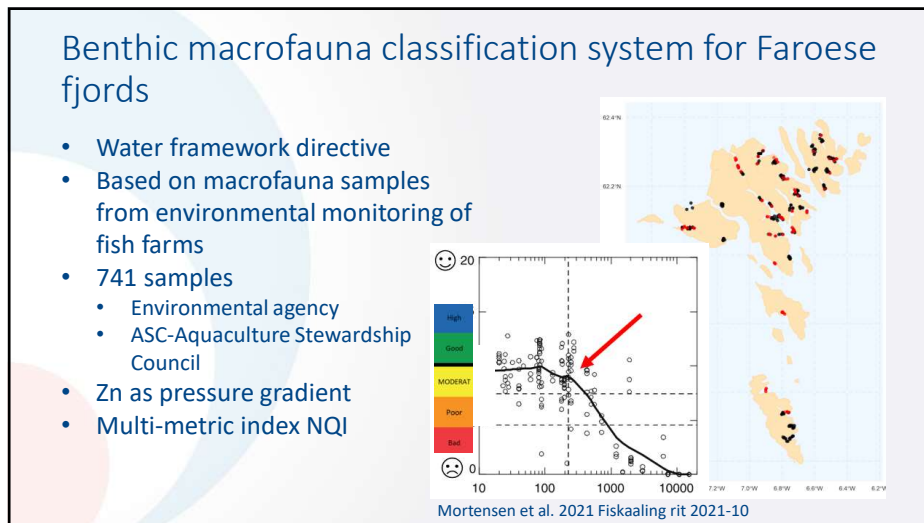 Benthic macrofauna classification system for Faroese
fjords
• Water framework directive
• Based on macrofauna samples
from environmental monitoring of
fish farms
• 741 samples
• Environmental agency
• ASC-Aquaculture Stewardship
Council
• Zn as pressure gradient
• Multi-metric index NQI
62.4°N
62.2°N
7.2°W 7.0°W 6.8°W 6.6°W 6.4°W 6.2°W
20
High
Good
MODERAT
Poor
Bad
0
10 100 1000 10000
Mortensen et al. 2021 Fiskaaling rit 2021-10